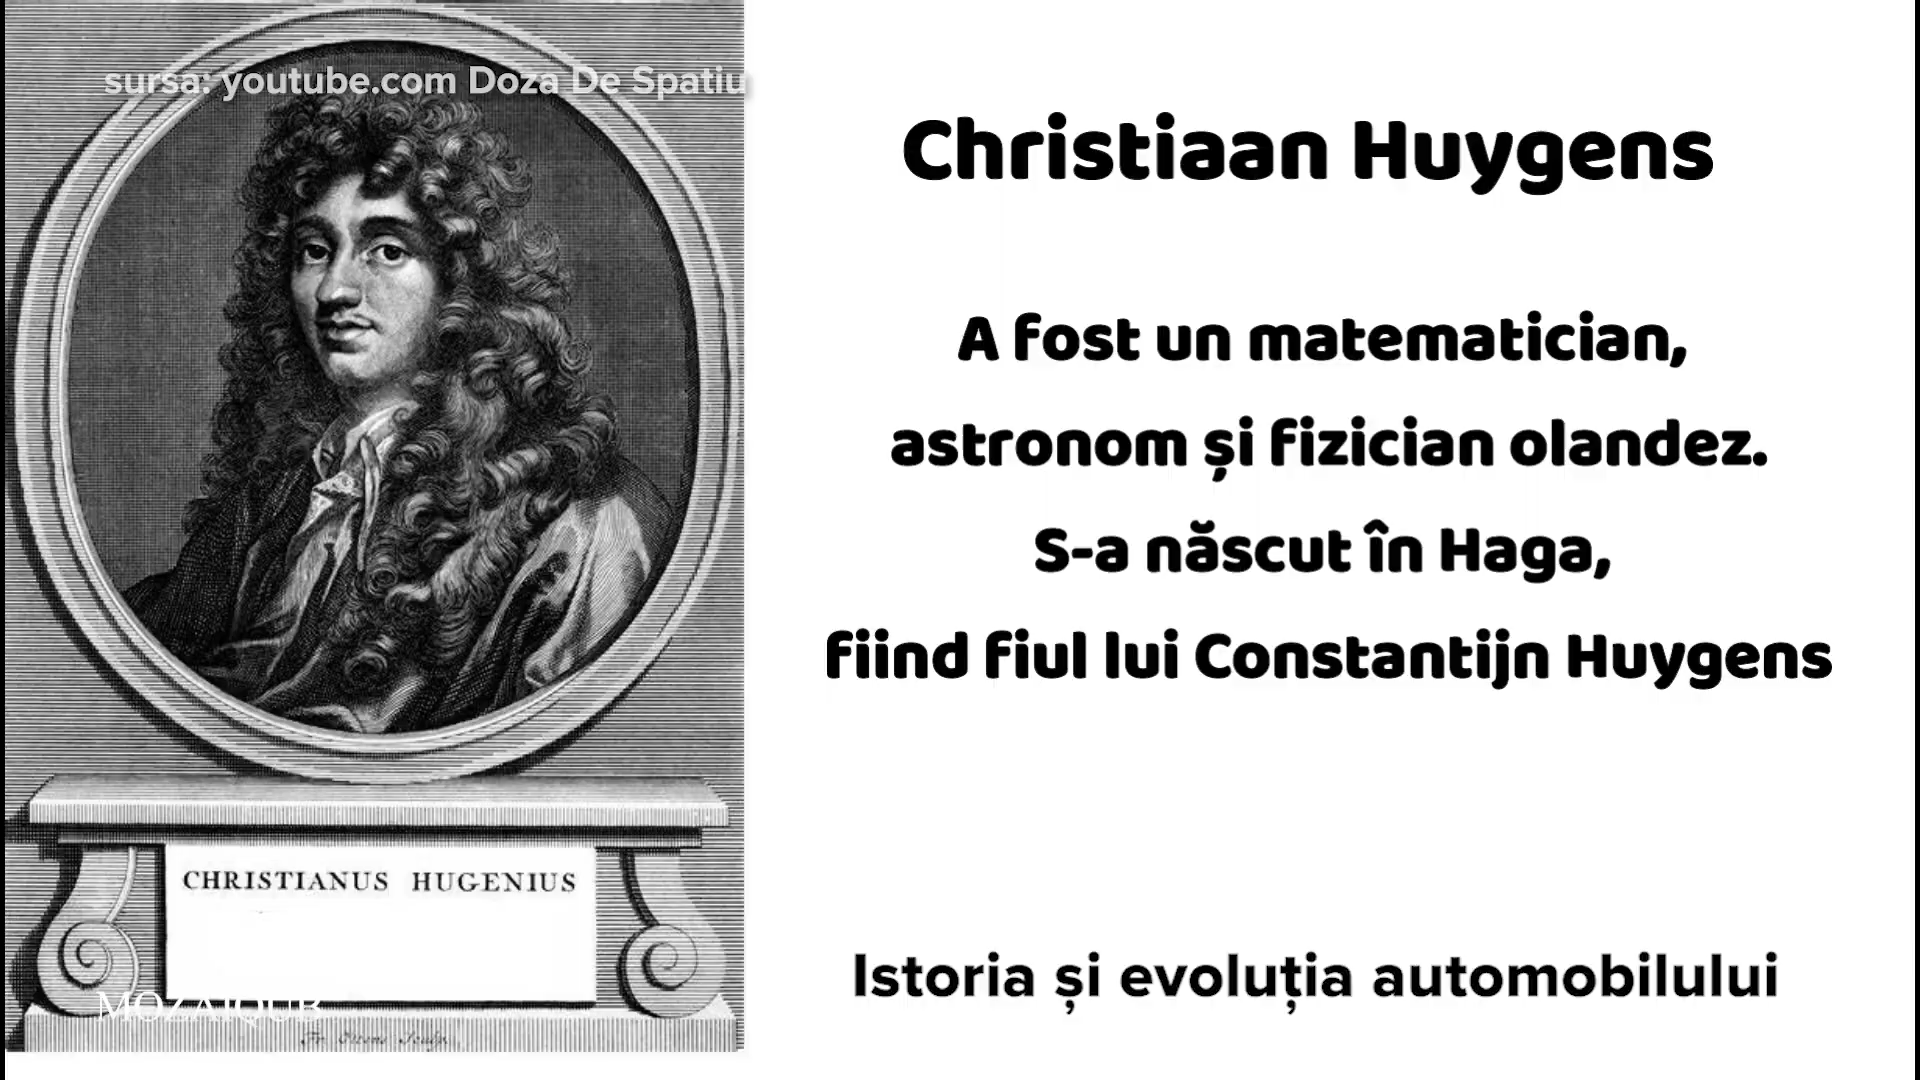 sursa: youtube.com Doza De Spatiu
Christiaan Huygens
A fost un matematician,
astronom și fizician olandez.
S-a născut în Haga,
fiind fiul lui Constantijn Huygens
CHRISTIANUS HUGENIUS
Istoria și evoluția automobilului
MOZAIQUB